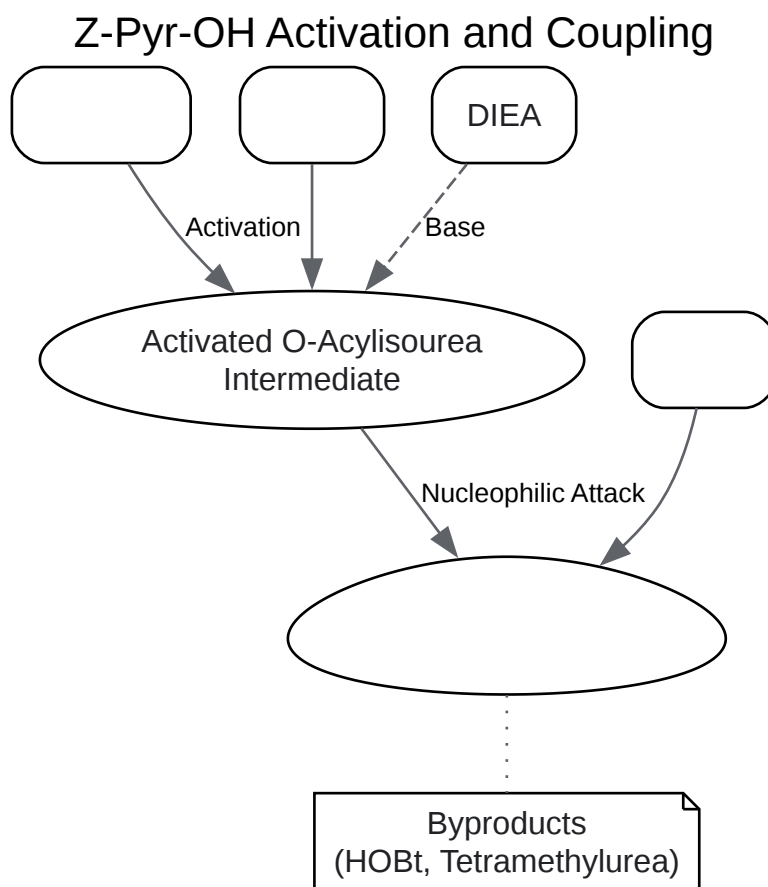 Z-Pyr-OH Activation and Coupling
DIEA
Activation
Base
Activated O-Acylisourea
Intermediate
Nucleophilic Attack
Byproducts
(HOBt, Tetramethylurea)